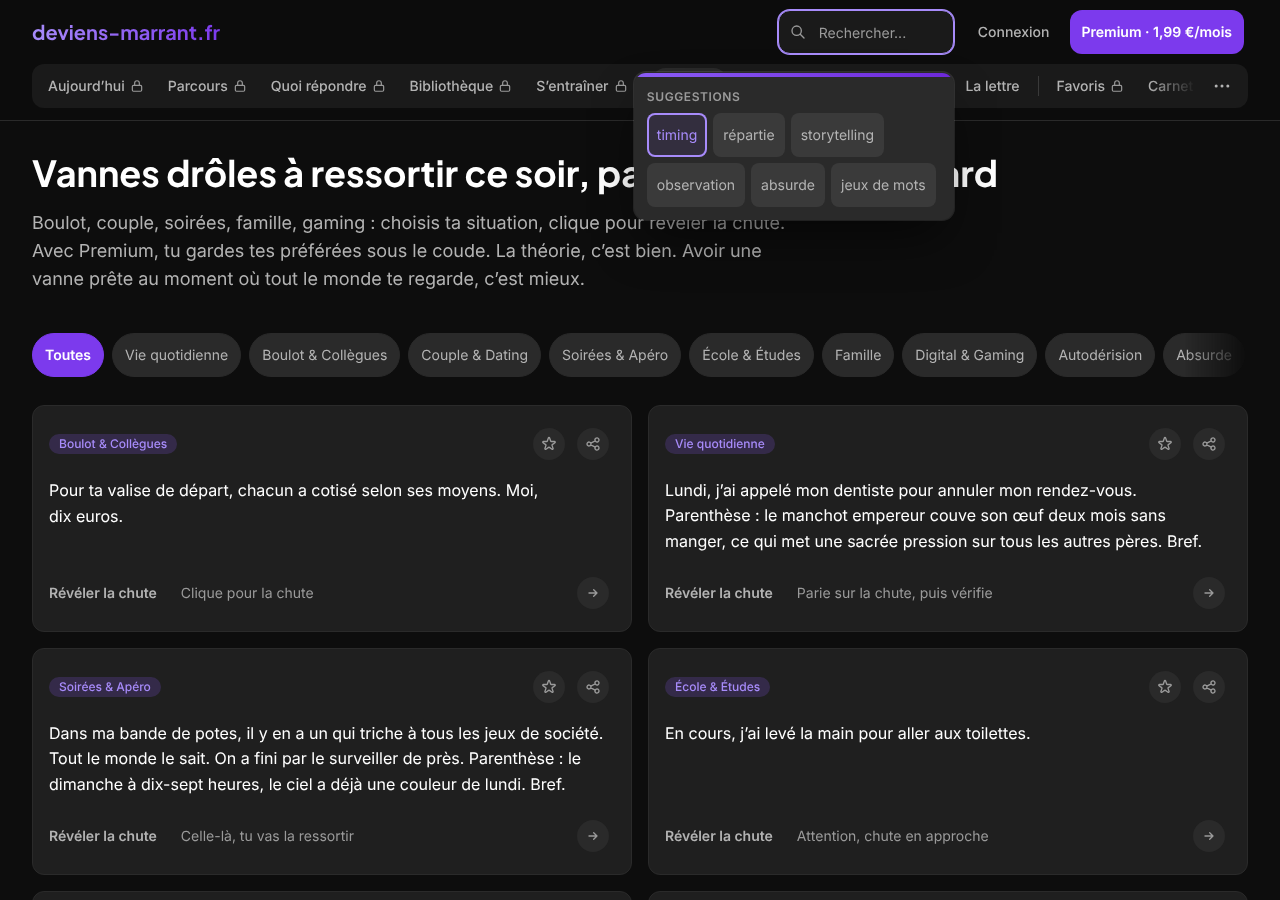 deviens-marrant.fr
Rechercher...
Connexion
Premium · 1,99 €/mois
Aujourd’hui
Parcours
Quoi répondre
Bibliothèque
S’entraîner
La lettre
Favoris
Carnet
SUGGESTIONS
timing
répartie
storytelling
observation
absurde
jeux de mots
Vannes drôles à ressortir ce soir,
Boulot, couple, soirées, famille, gaming : choisis ta situation, clique pour révéler la chute.
Avec Premium, tu gardes tes préférées sous le coude. La théorie, c’est bien. Avoir une
vanne prête au moment où tout le monde te regarde, c’est mieux.
Toutes
Vie quotidienne
Boulot & Collègues
Couple & Dating
Soirées & Apéro
École & Études
Famille
Digital & Gaming
Autodérision
Absurde
Boulot & Collègues
Pour ta valise de départ, chacun a cotisé selon ses moyens. Moi,
dix euros.
Révéler la chute
Clique pour la chute
Vie quotidienne
Lundi, j’ai appelé mon dentiste pour annuler mon rendez-vous.
Parenthèse : le manchot empereur couve son œuf deux mois sans
manger, ce qui met une sacrée pression sur tous les autres pères. Bref.
Révéler la chute
Parie sur la chute, puis vérifie
Soirées & Apéro
Dans ma bande de potes, il y en a un qui triche à tous les jeux de société.
Tout le monde le sait. On a fini par le surveiller de près. Parenthèse : le
dimanche à dix-sept heures, le ciel a déjà une couleur de lundi. Bref.
Révéler la chute
Celle-là, tu vas la ressortir
École & Études
En cours, j’ai levé la main pour aller aux toilettes.
Révéler la chute
Attention, chute en approche